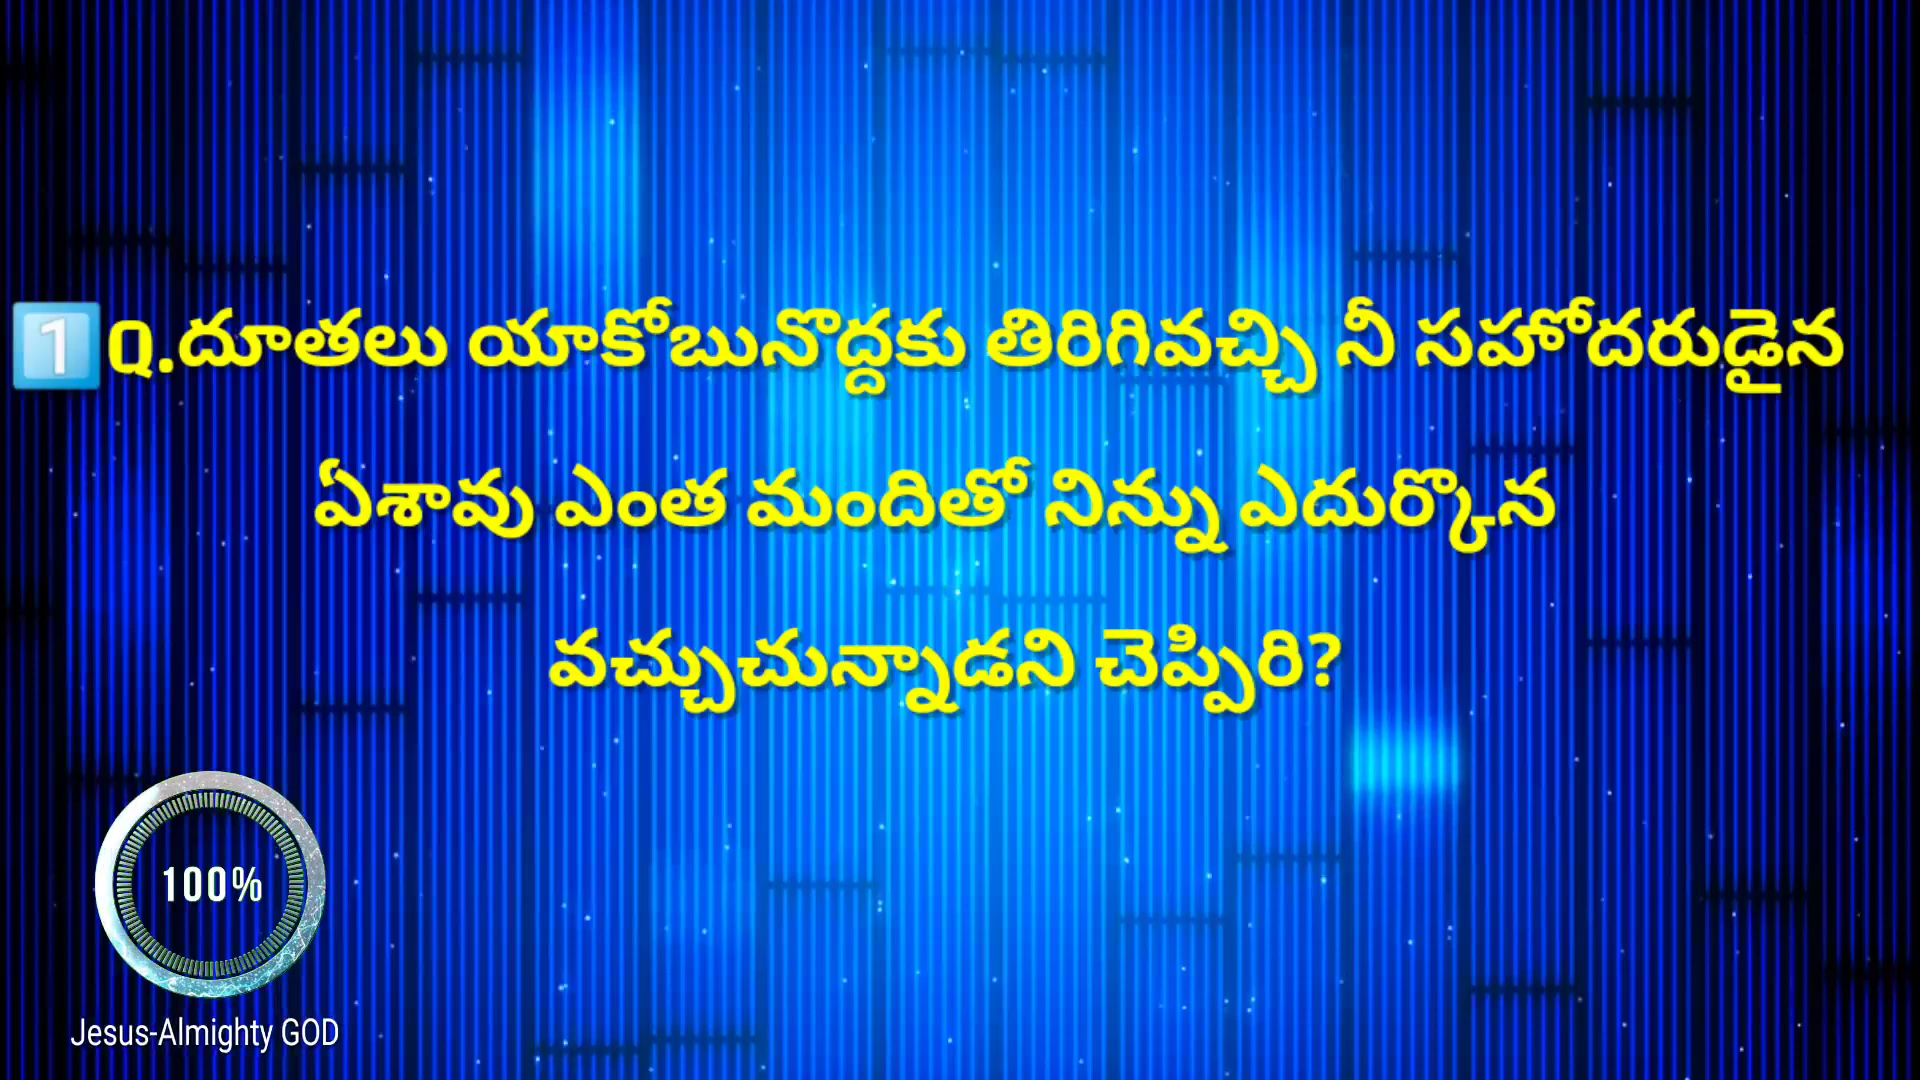 1️⃣Q.దూతలు యాకోబునొద్దకు తిరిగివచ్చి నీ సహోదరుడైన
ఏశావు ఎంత మందితో నిన్ను ఎదుర్కొన
వచ్చుచున్నాడని చెప్పిరి?
100%
Jesus-Almighty GOD